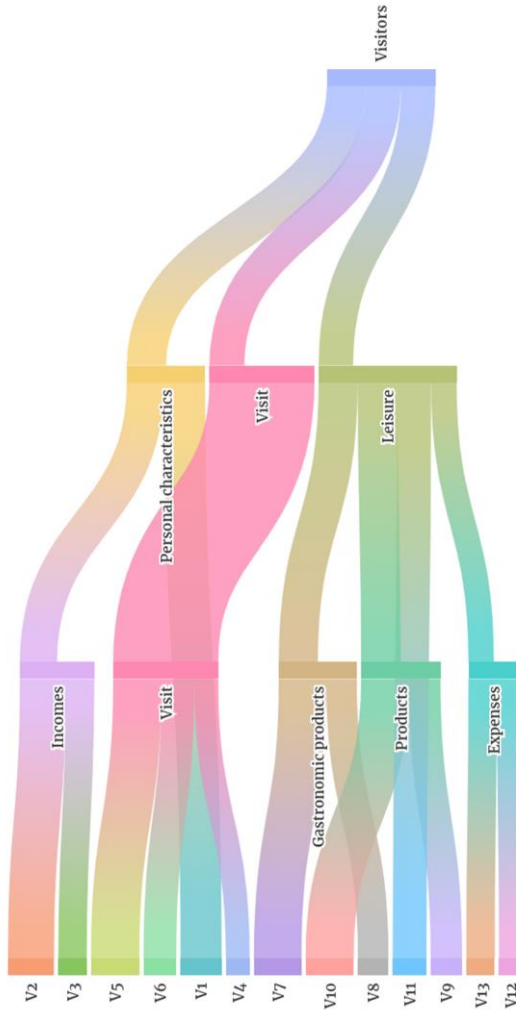 Visitors
Personal characteristics
Visit
Leisure
Incomes
Visit
Gastronomic products
Products
Expenses
V2
V3
V5
V6
V1
V4
V7
V10
V8
V11
V9
V13
V12